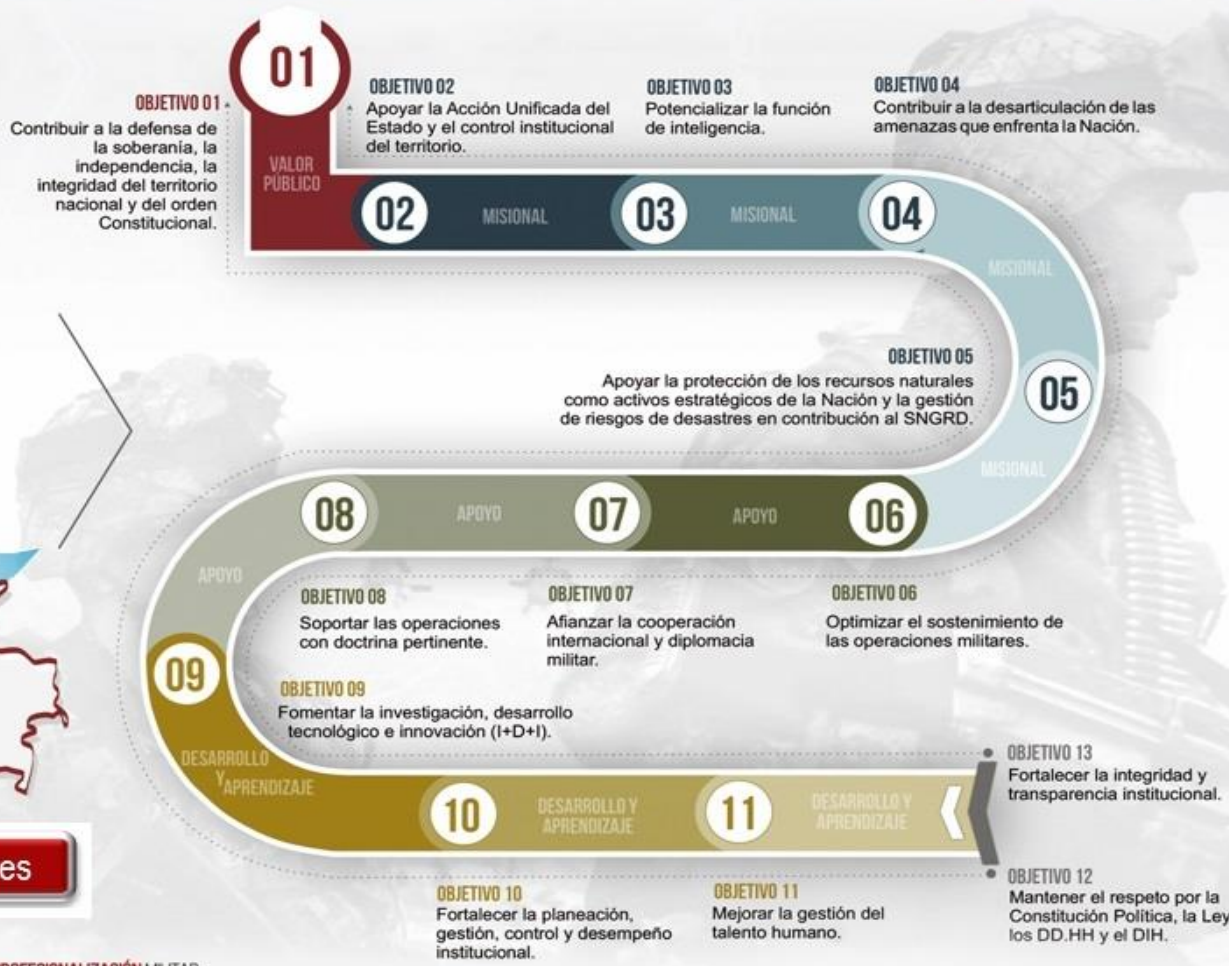 01
OBJETIVO 01
Contribuir a la defensa de
la soberanía, la
independencia, la
integridad del territorio
nacional y del orden
Constitucional.
VALOR
PÚBLICO
OBJETIVO 02
Apoyar la Acción Unificada del
Estado y el control institucional
del territorio.
OBJETIVO 03
Potencializar la función
de inteligencia.
OBJETIVO 04
Contribuir a la desarticulación de las
amenazas que enfrenta la Nación.
02
MISIONAL
03
MISIONAL
04
MISIONAL
OBJETIVO 05
Apoyar la protección de los recursos naturales
como activos estratégicos de la Nación y la gestión
de riesgos de desastres en contribución al SNGRD.
05
MISIONAL
08
APOYO
07
APOYO
06
APOYO
OBJETIVO 08
Soportar las operaciones
con doctrina pertinente.
OBJETIVO 07
Afianzar la cooperación
internacional y diplomacia
militar.
OBJETIVO 06
Optimizar el sostenimiento de
las operaciones militares.
09
OBJETIVO 09
Fomentar la investigación, desarrollo
tecnológico e innovación (I+D+I).
DESARROLLO
Y APRENDIZAJE
10
DESARROLLO Y
APRENDIZAJE
11
DESARROLLO Y
APRENDIZAJE
OBJETIVO 13
Fortalecer la integridad y
transparencia institucional.
OBJETIVO 10
Fortalecer la planeación,
gestión, control y desempeño
institucional.
OBJETIVO 11
Mejorar la gestión del
talento humano.
OBJETIVO 12
Mantener el respeto por la
Constitución Política, la Ley
los DD.HH y el DIH.
es